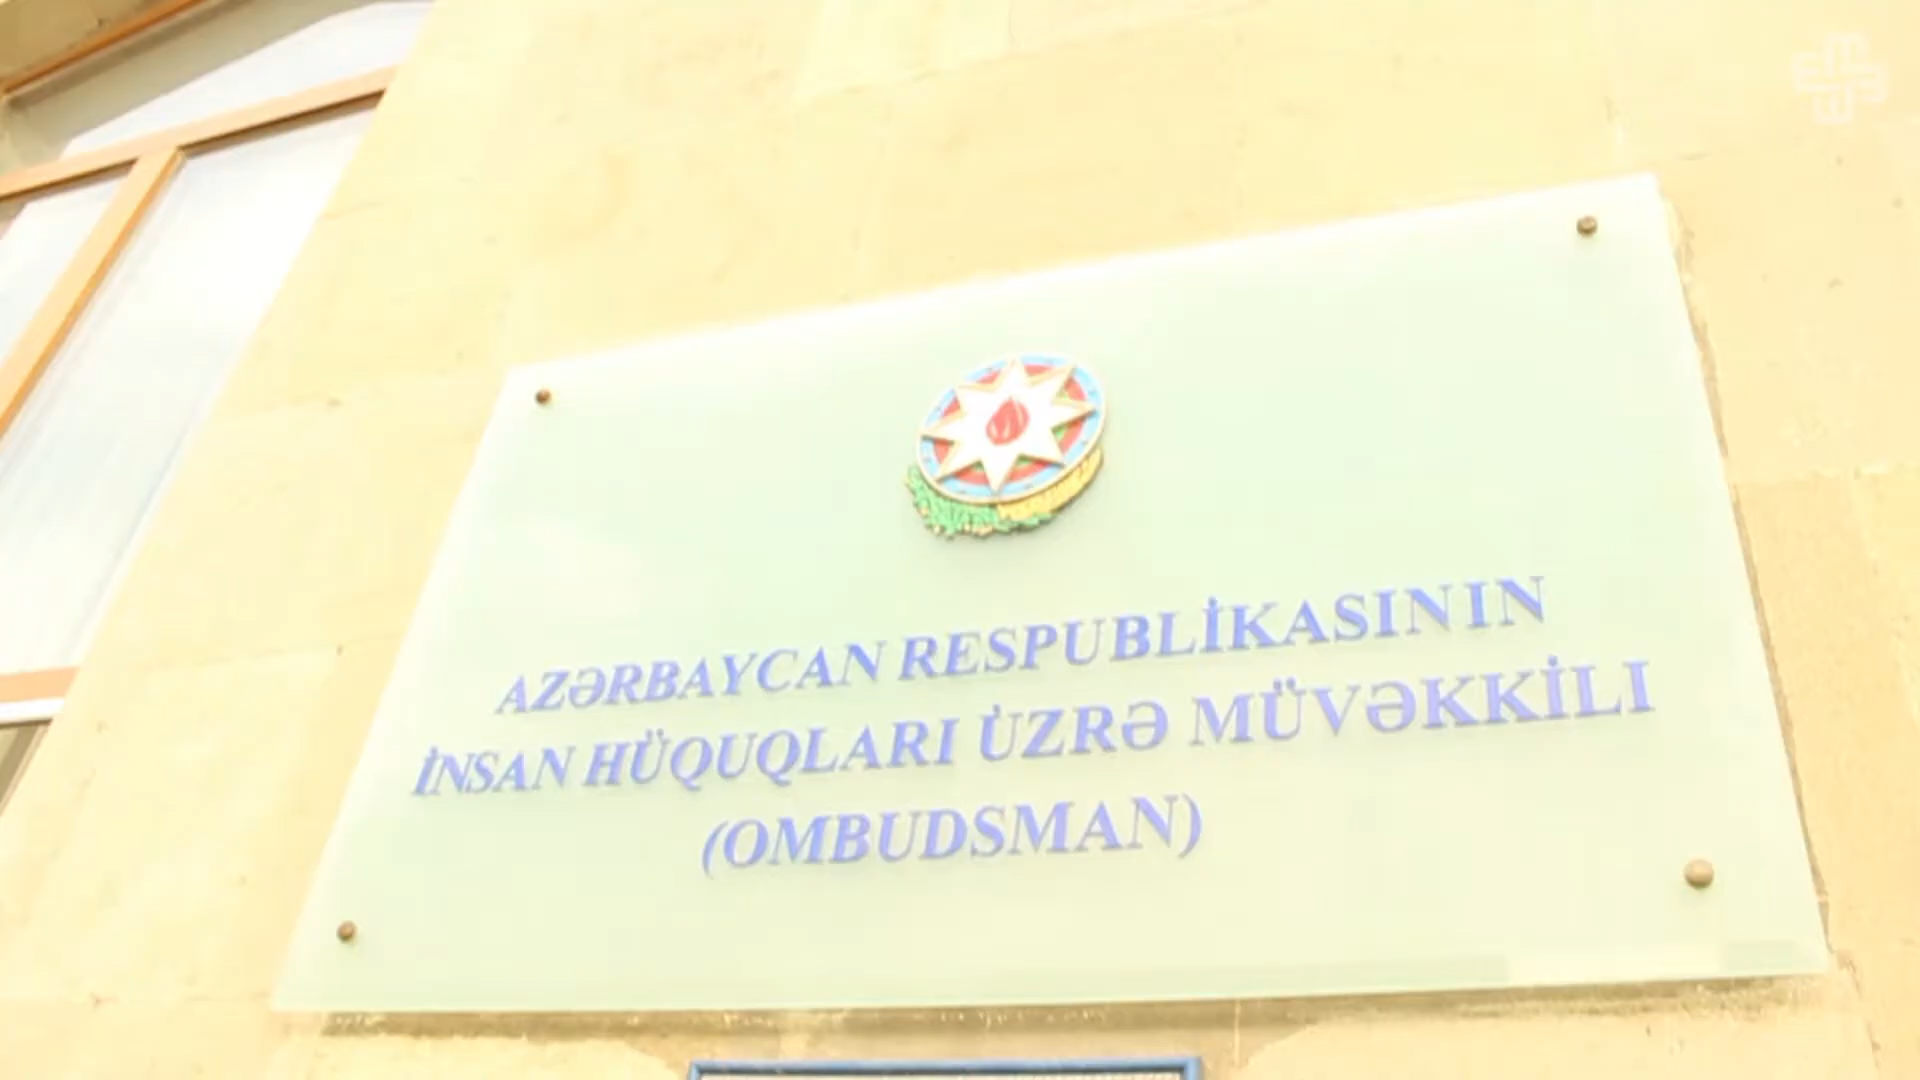 AZƏRBAYCAN RESPUBLİKASININ
İNSAN HÜQUQLARI ÜZRƏ MÜVƏKKİLI
(OMBUDSMAN)